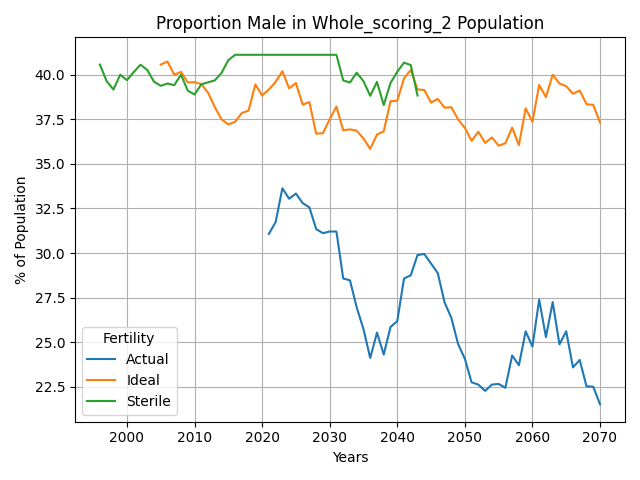 Proportion Male in Whole_scoring_2 Population
% of Population
40.0
37.5
35.0
32.5
30.0
27.5
25.0
22.5
Fertility
Actual
Ideal
Sterile
2000 2010 2020 2030 2040 2050 2060 2070
Years